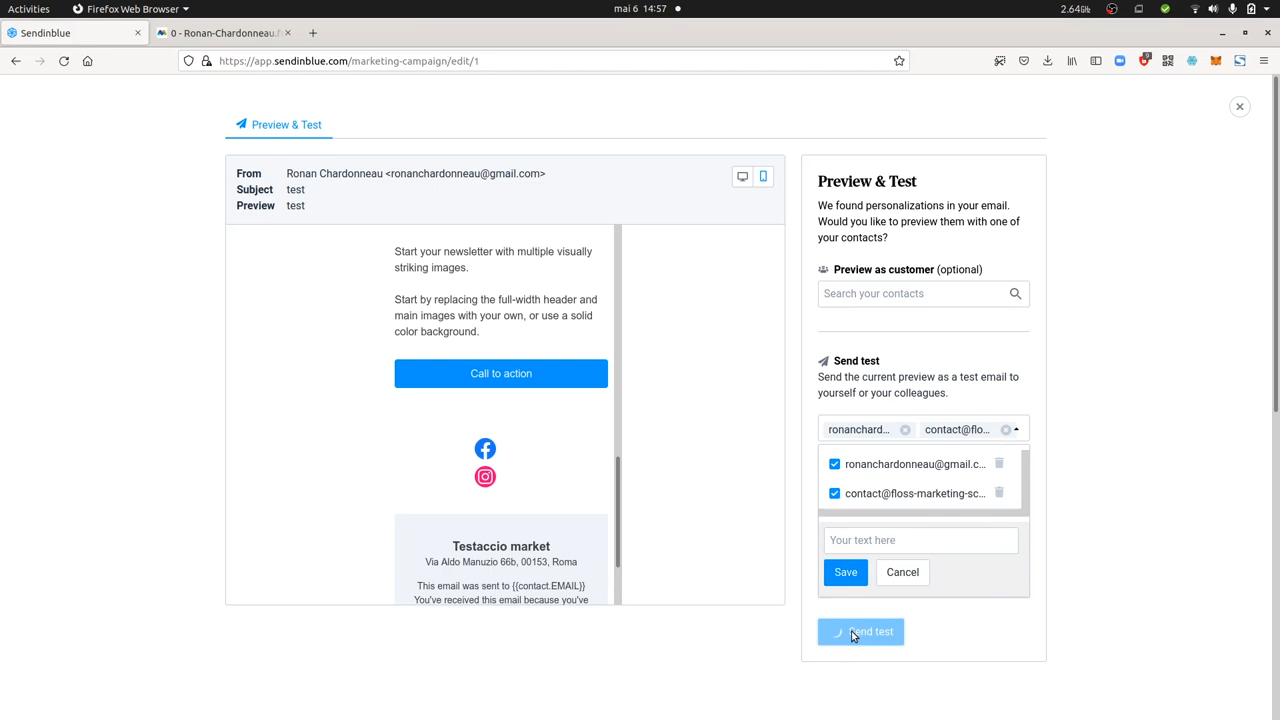 Activities
Firefox Web Browser
mai 6 14:57
2.64GHz
Sendinblue
0 - Ronan-Chardonneau.f
https://app.sendinblue.com/marketing-campaign/edit/1
Preview & Test
From Ronan Chardonneau <ronanchardonneau@gmail.com>
Subject test
Preview test
Start your newsletter with multiple visually
striking images.
Start by replacing the full-width header and
main images with your own, or use a solid
color background.
Call to action
Testaccio market
Via Aldo Manuzio 66b, 00153, Roma
This email was sent to {{contact.EMAIL}}
You've received this email because you've
Preview & Test
We found personalizations in your email.
Would you like to preview them with one of
your contacts?
Preview as customer (optional)
Search your contacts
Send test
Send the current preview as a test email to
yourself or your colleagues.
ronanchard... contact@flo...
ronanchardonneau@gmail.c...
contact@floss-marketing-sc...
Your text here
Save Cancel
Send test